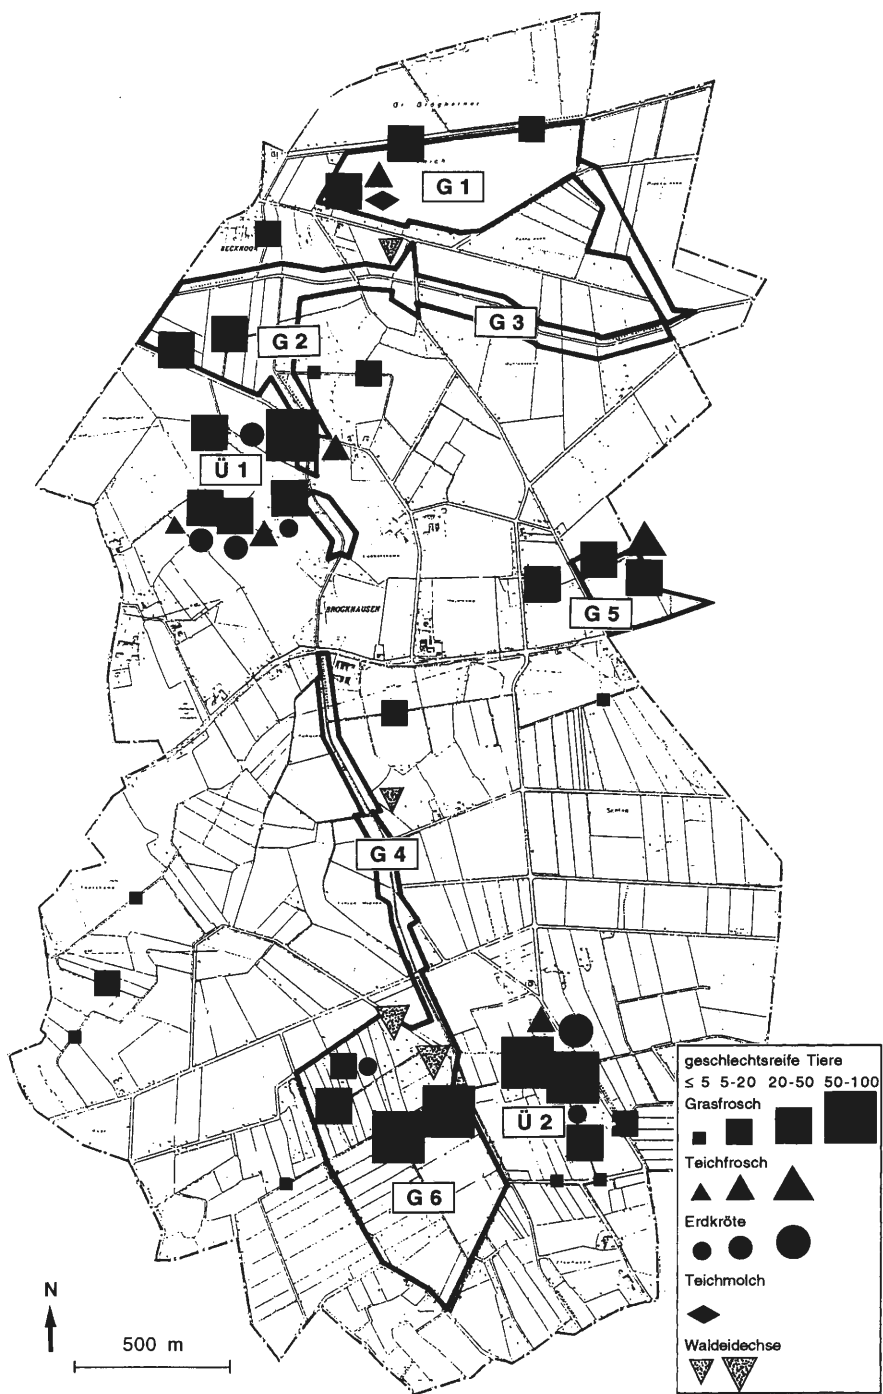 G 1
G 3
G 2
Ü 1
G 5
BROCKHAUSEN
G 4
Ü 2
G 6
N
500 m
geschlechtsreife Tiere
≤ 5 5-20 20-50 50-100
Grasfrosch
Teichfrosch
Erdkröte
Teichmolch
Waldeidechse